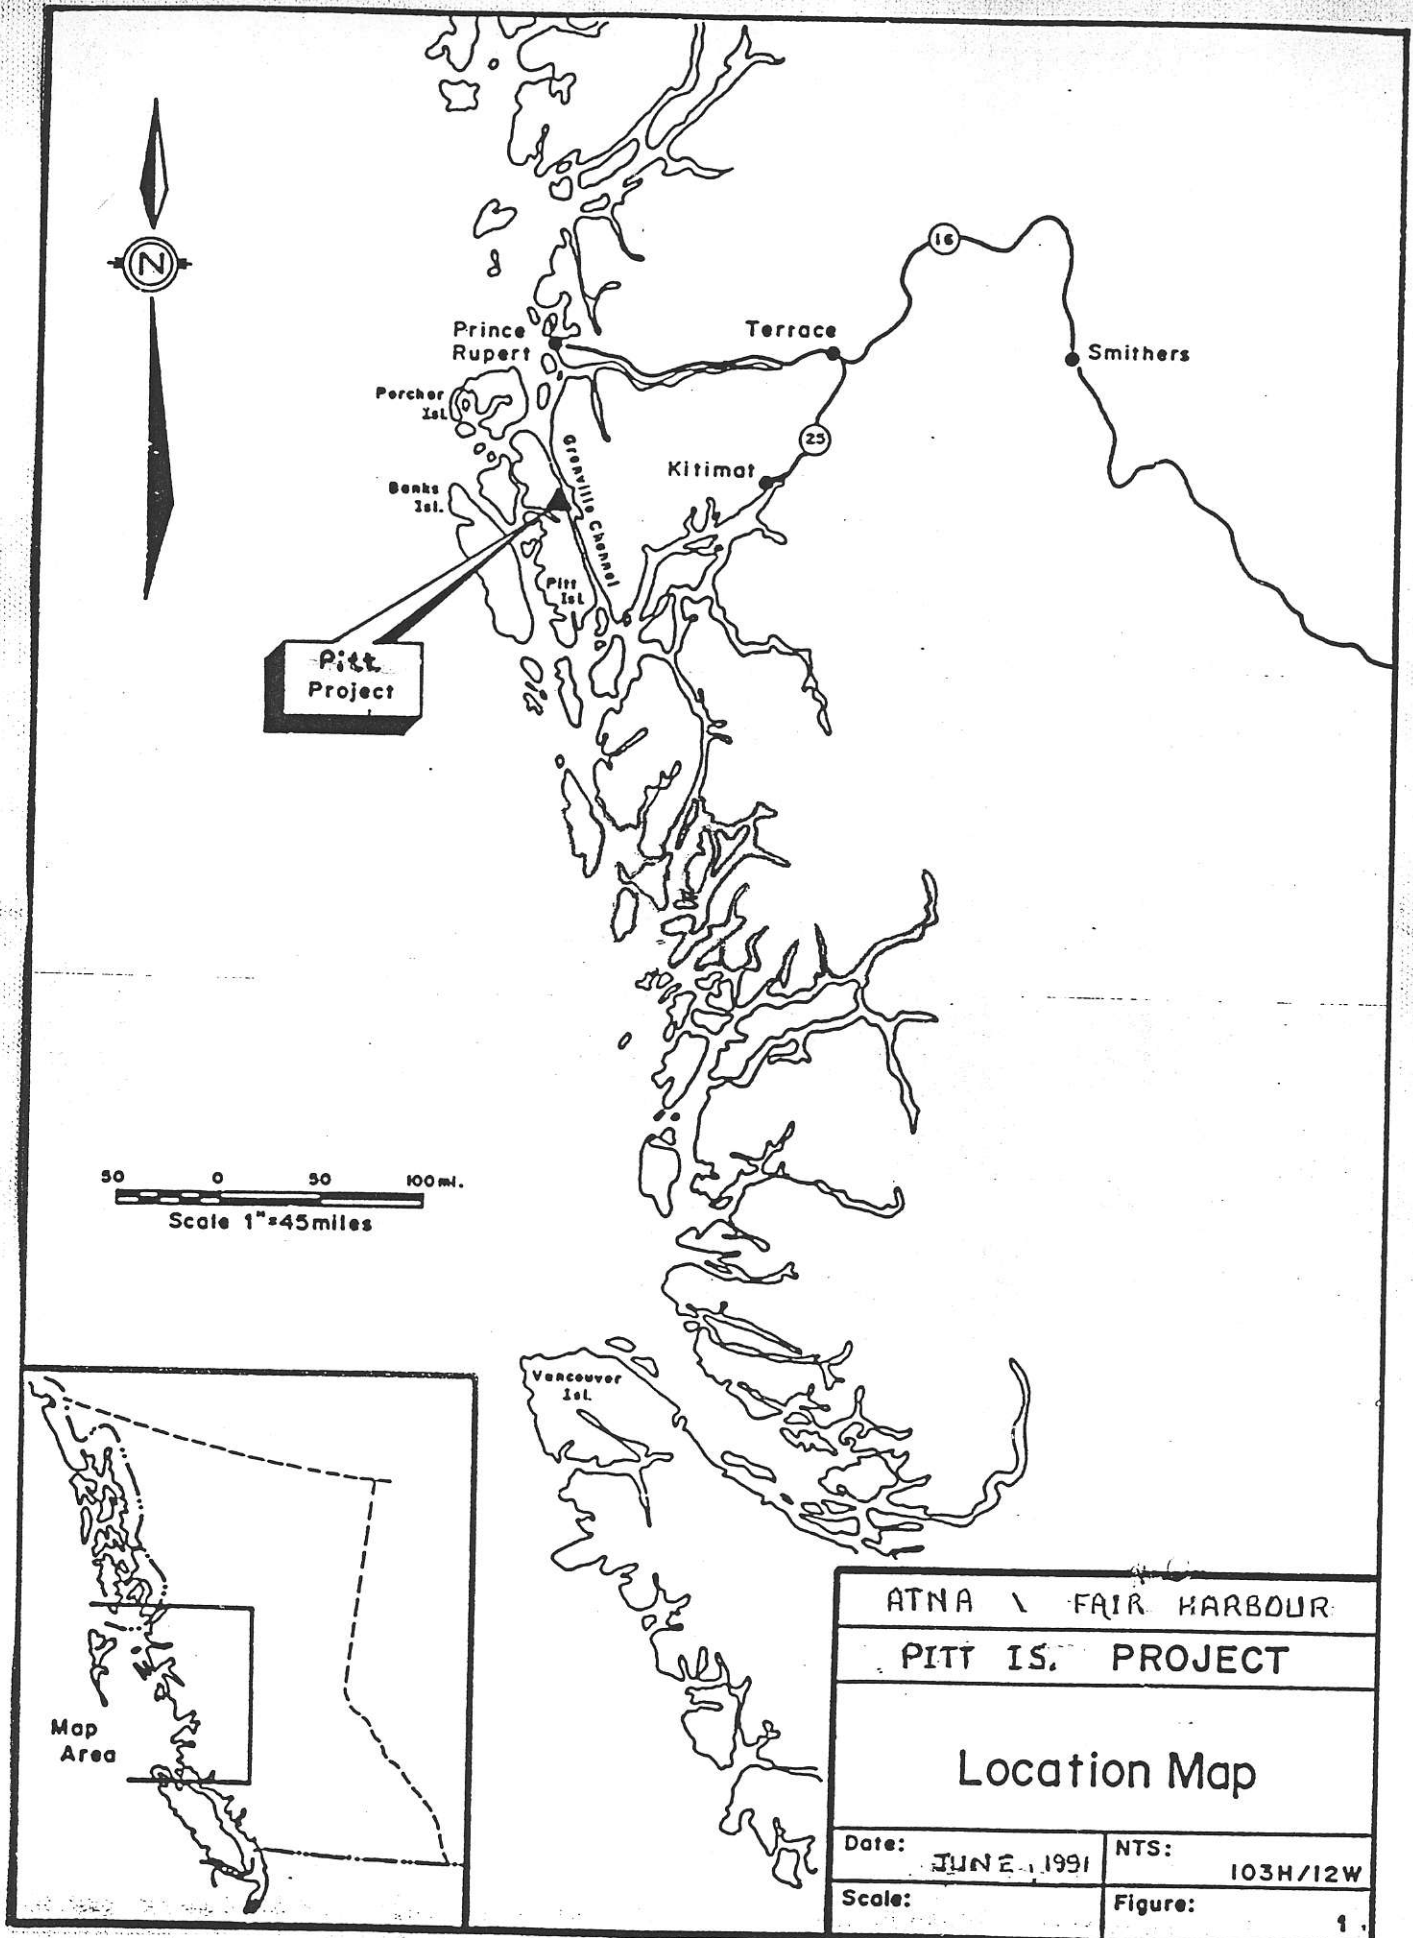 N
16
Prince
Rupert
Terrace
Smithers
Porcher
Isl.
25
Grenville Channel
Kitimat
Banks
Isl.
Pitt
Isl.
Pitt
Project
50 0 50 100 mi.
Scale 1"=45miles
Vancouver
Isl.
Map
Area
ATNA \ FAIR HARBOUR
PITT IS. PROJECT
Location Map
Date: JUNE, 1991
NTS: 103H/12W
Scale:
Figure: 1.